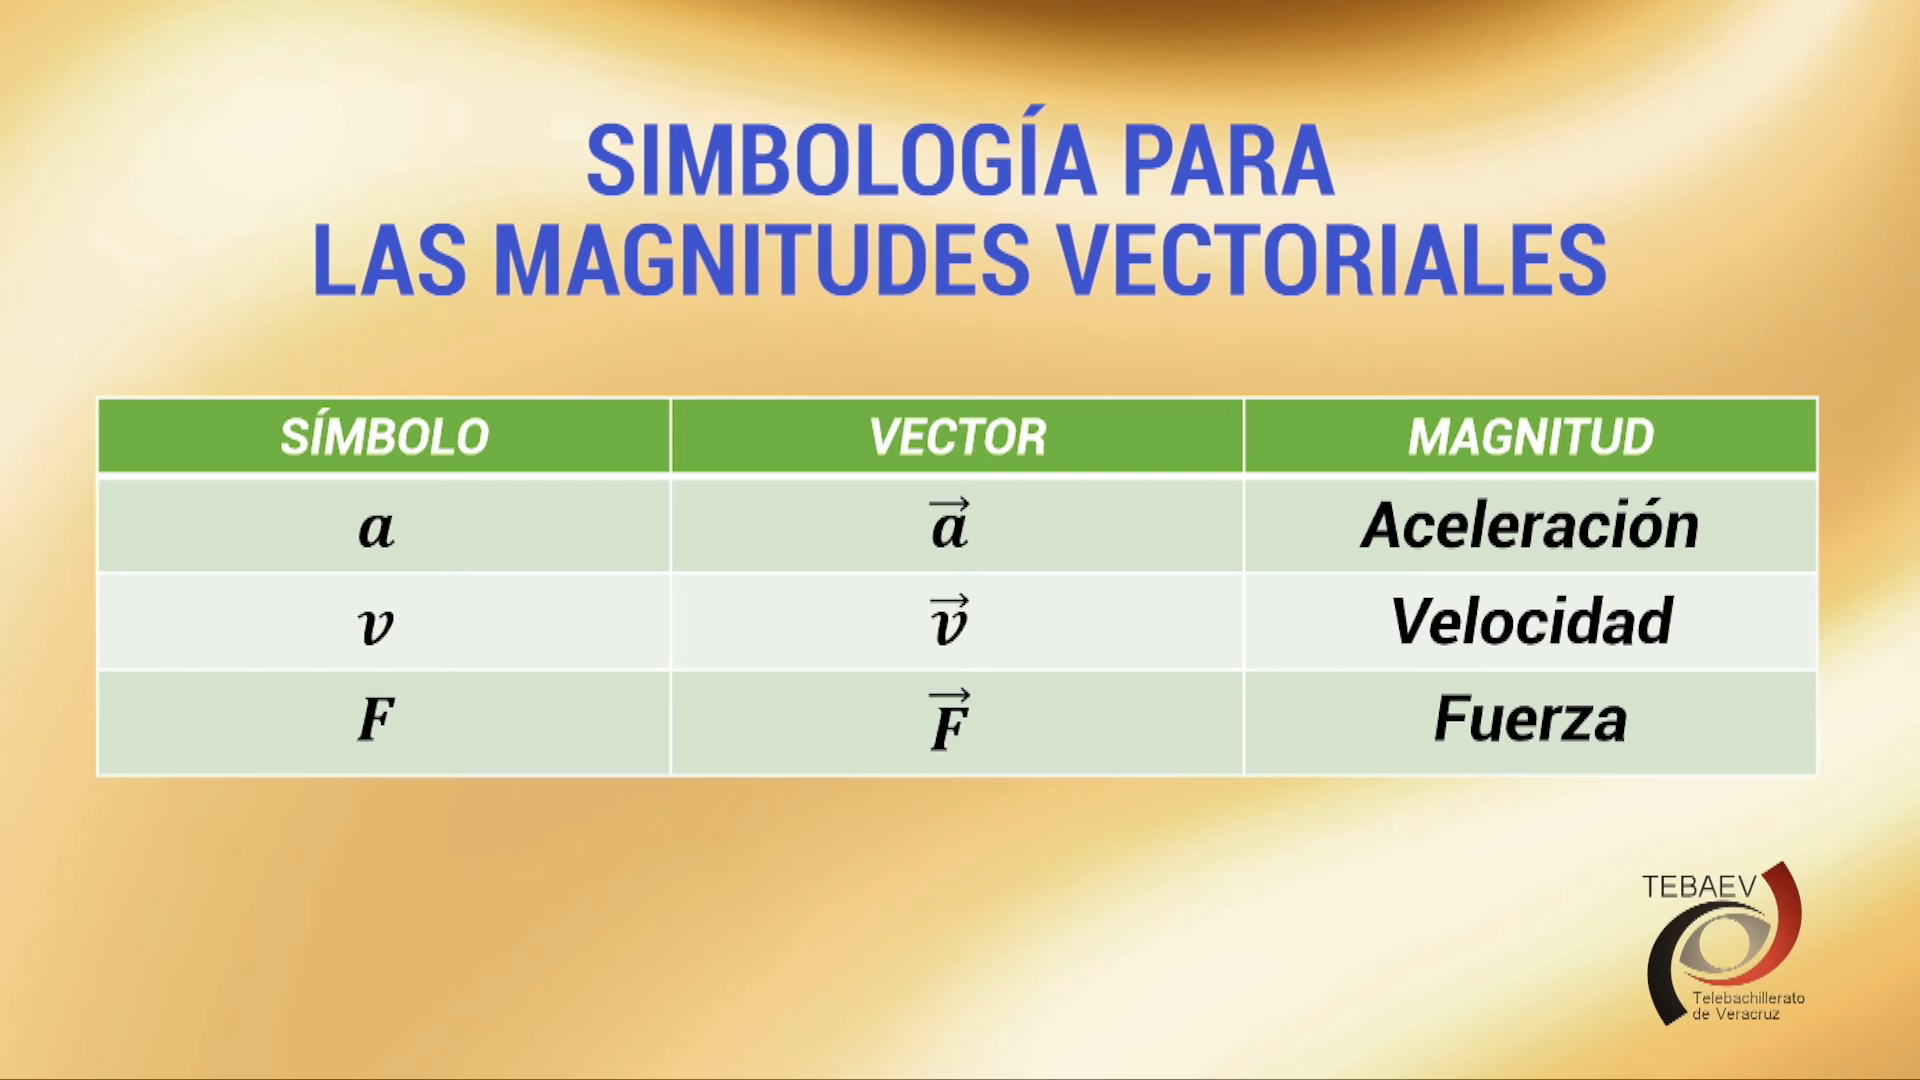 SIMBOLOGÍA PARA
LAS MAGNITUDES VECTORIALES
SÍMBOLO VECTOR MAGNITUD
a a⃗ Aceleración
v v⃗ Velocidad
F F⃗ Fuerza
TEBAEV
Telebachillerato
de Veracruz